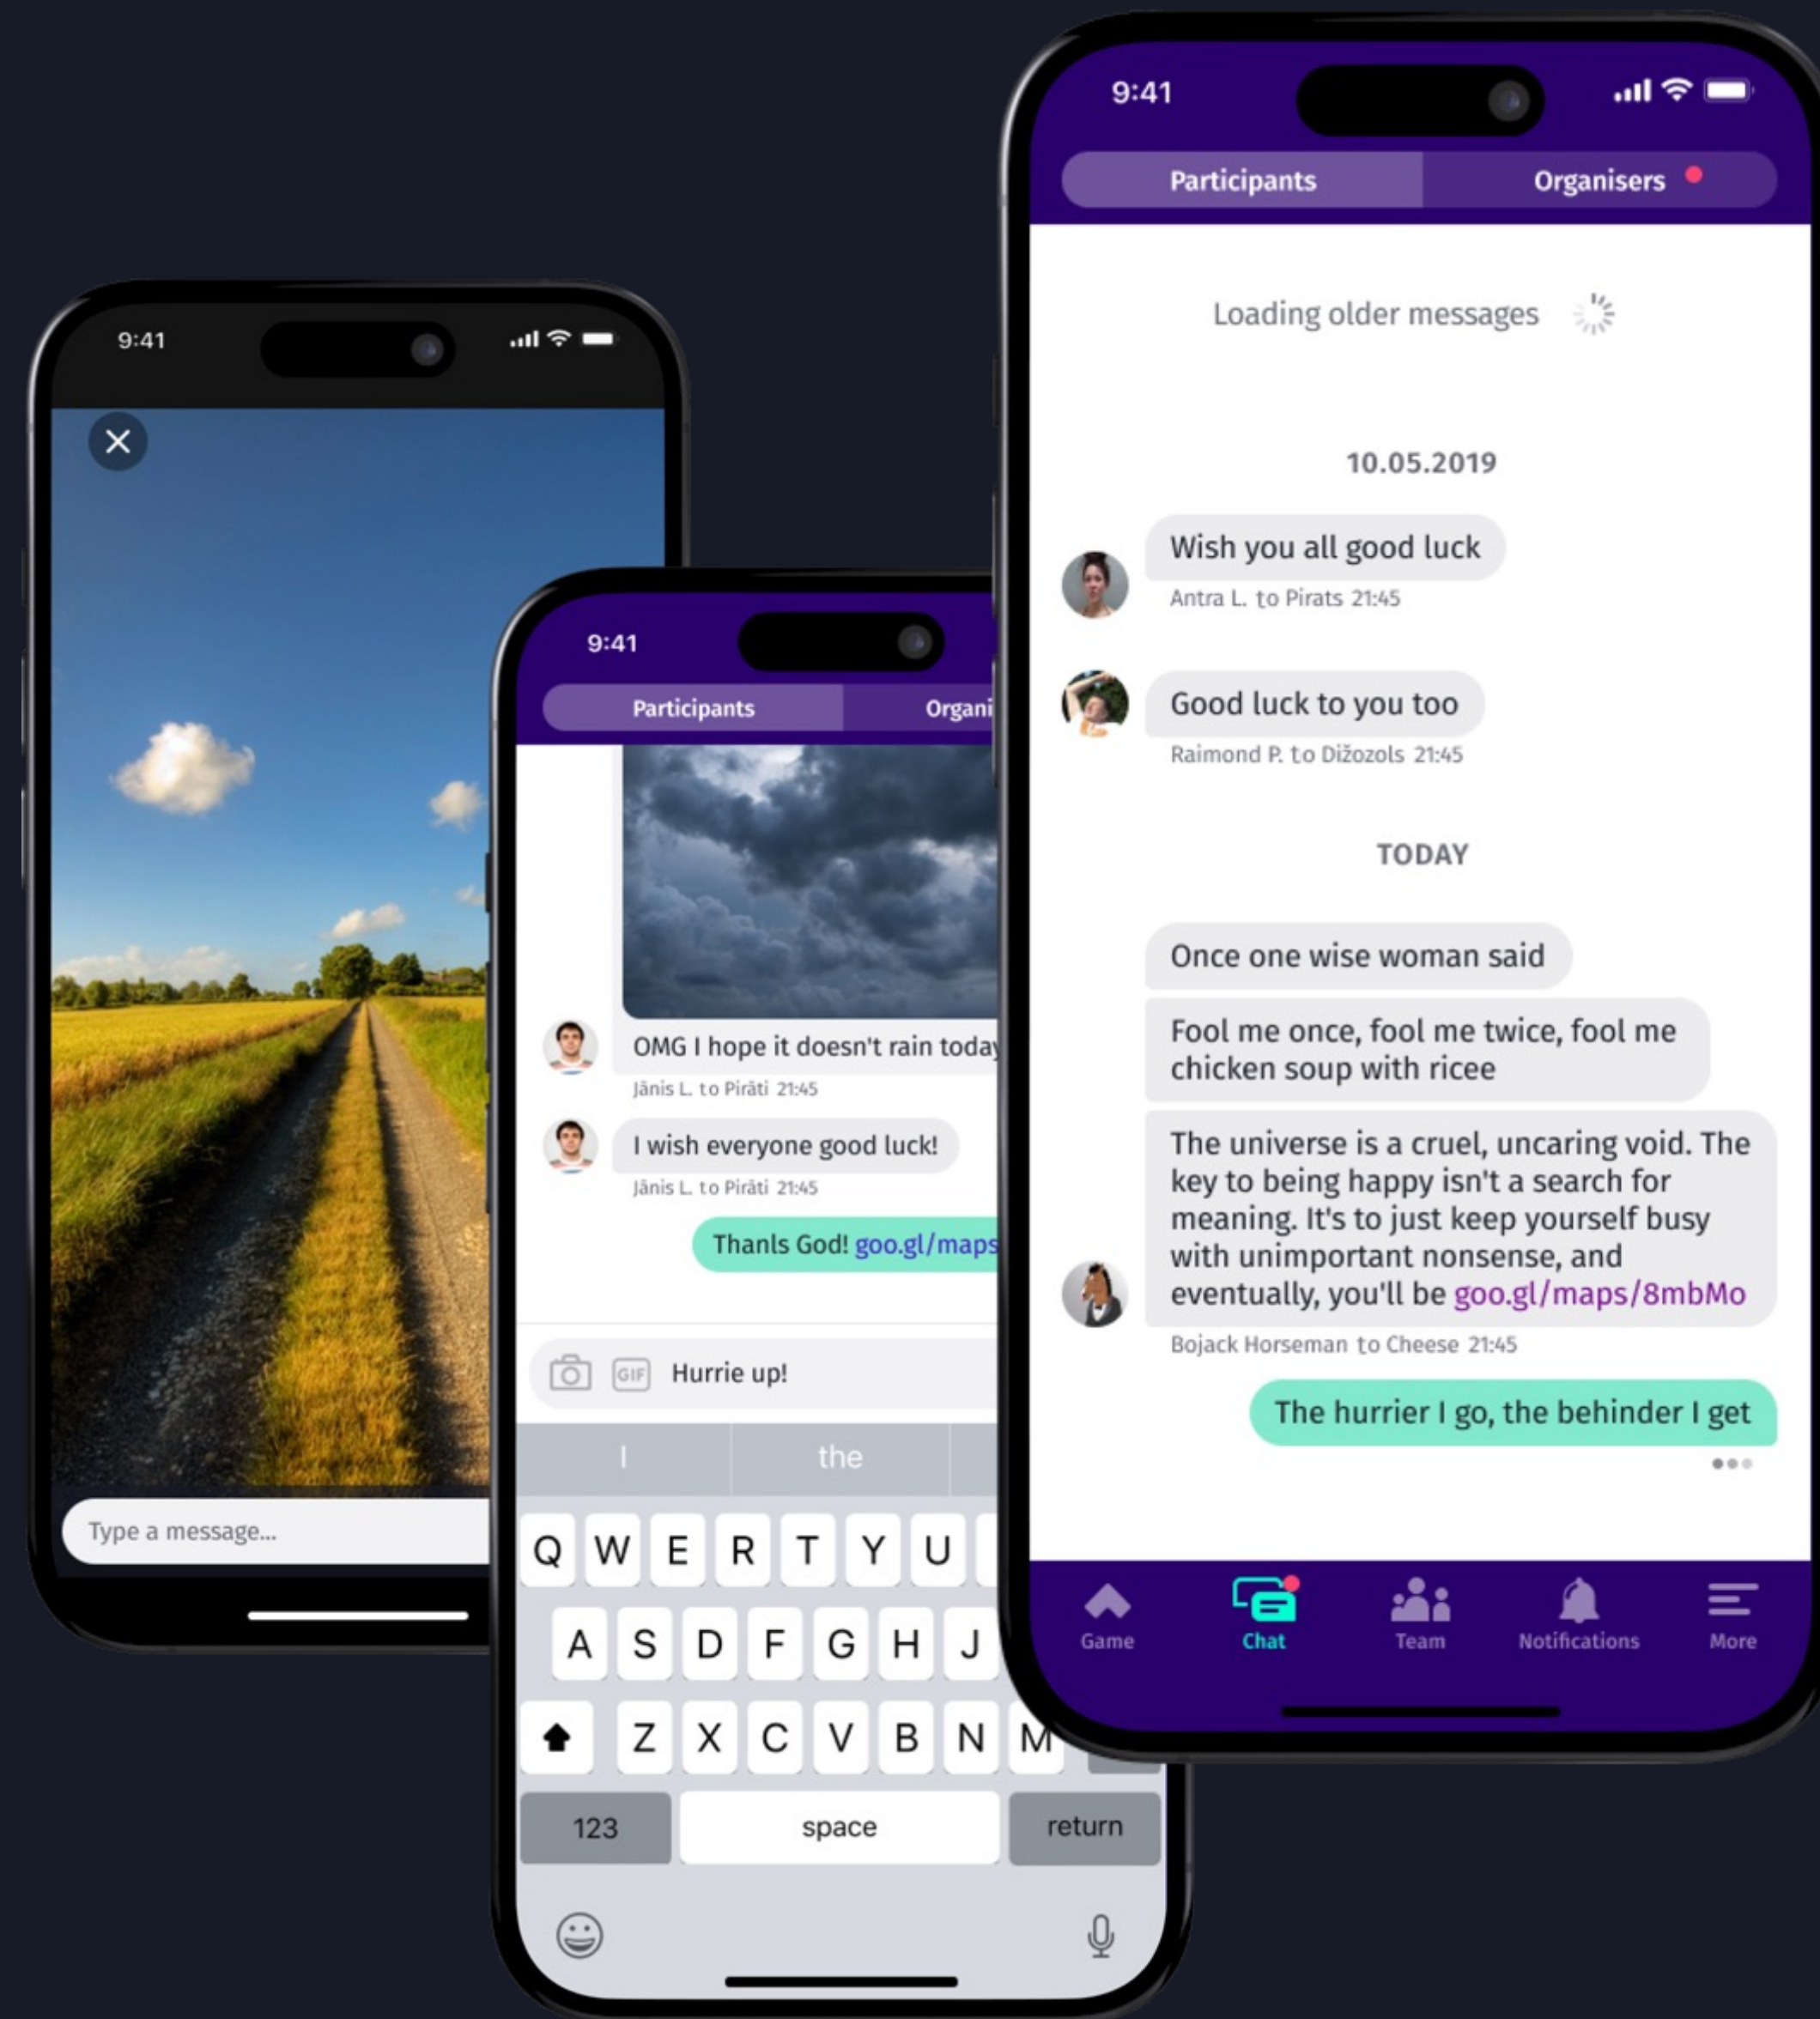 9:41
Type a message...
9:41
Participants
Organi
OMG I hope it doesn't rain today
Jānis L. to Pirāti 21:45
I wish everyone good luck!
Jānis L. to Pirāti 21:45
Thanls God! goo.gl/maps
GIF
Hurrie up!
I
the
Q W E R T Y U
A S D F G H J
Z X C V B N M
123
space
return
9:41
Participants
Organisers
Loading older messages
10.05.2019
Wish you all good luck
Antra L. to Pirats 21:45
Good luck to you too
Raimond P. to Dižozols 21:45
TODAY
Once one wise woman said
Fool me once, fool me twice, fool me
chicken soup with ricee
The universe is a cruel, uncaring void. The
key to being happy isn't a search for
meaning. It's to just keep yourself busy
with unimportant nonsense, and
eventually, you'll be goo.gl/maps/8mbMo
Bojack Horseman to Cheese 21:45
The hurrier I go, the behinder I get
Game
Chat
Team
Notifications
More